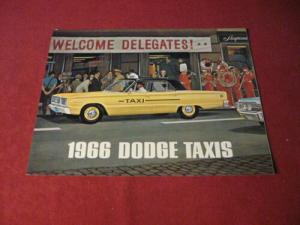 WELCOME DELEGATES!
TAXI
1966 DODGE TAXIS